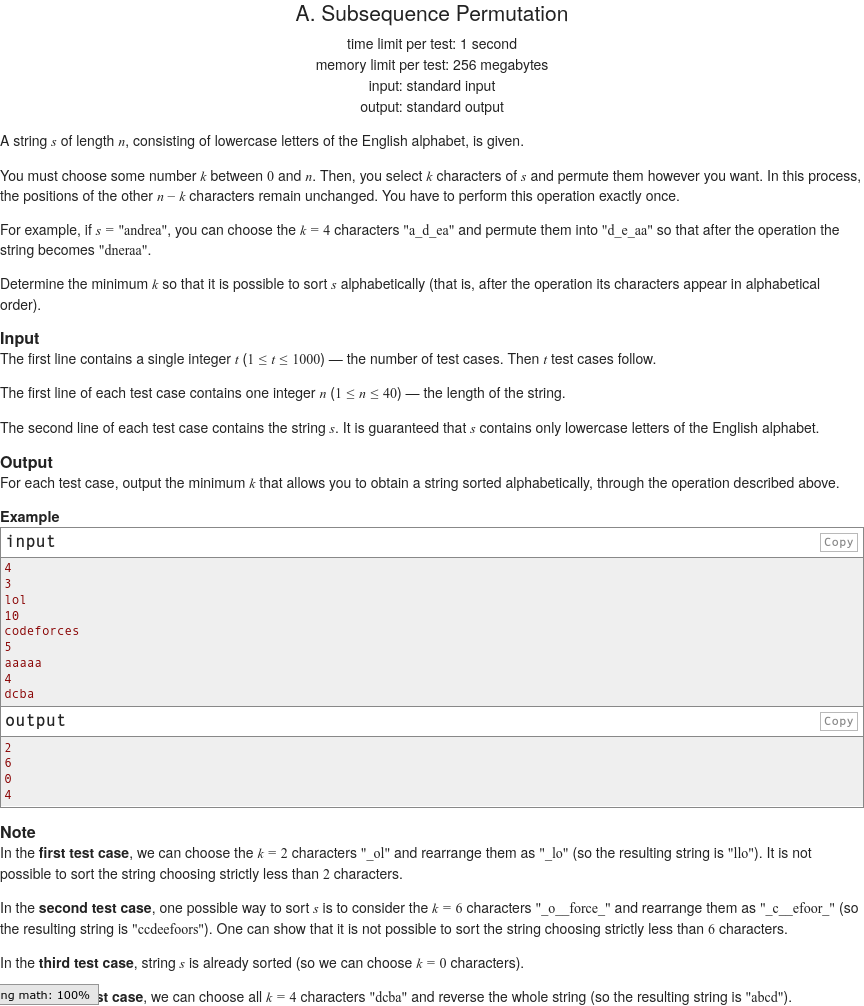 A. Subsequence Permutation
time limit per test: 1 second
memory limit per test: 256 megabytes
input: standard input
output: standard output
A string s of length n, consisting of lowercase letters of the English alphabet, is given.
You must choose some number k between 0 and n. Then, you select k characters of s and permute them however you want. In this process,
the positions of the other n − k characters remain unchanged. You have to perform this operation exactly once.
For example, if s = "andrea", you can choose the k = 4 characters "a_d_ea" and permute them into "d_e_aa" so that after the operation the
string becomes "dneraa".
Determine the minimum k so that it is possible to sort s alphabetically (that is, after the operation its characters appear in alphabetical
order).
Input
The first line contains a single integer t (1 ≤ t ≤ 1000) — the number of test cases. Then t test cases follow.
The first line of each test case contains one integer n (1 ≤ n ≤ 40) — the length of the string.
The second line of each test case contains the string s. It is guaranteed that s contains only lowercase letters of the English alphabet.
Output
For each test case, output the minimum k that allows you to obtain a string sorted alphabetically, through the operation described above.
Example
input Copy
4
3
lol
10
codeforces
5
aaaaa
4
dcba
output Copy
2
6
0
4
Note
In the first test case, we can choose the k = 2 characters "_ol" and rearrange them as "_lo" (so the resulting string is "llo"). It is not
possible to sort the string choosing strictly less than 2 characters.
In the second test case, one possible way to sort s is to consider the k = 6 characters "_o__force_" and rearrange them as "_c__efoor_" (so
the resulting string is "ccdeefoors"). One can show that it is not possible to sort the string choosing strictly less than 6 characters.
In the third test case, string s is already sorted (so we can choose k = 0 characters).
ng math: 100% st case, we can choose all k = 4 characters "dcba" and reverse the whole string (so the resulting string is "abcd").